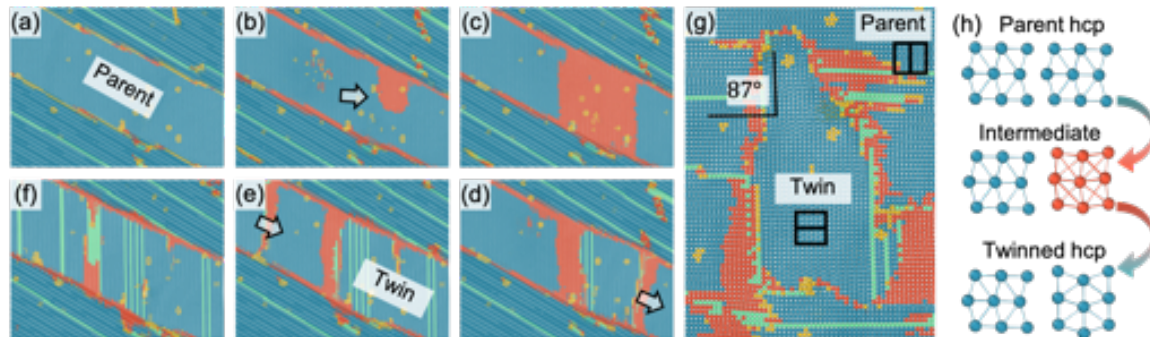 (a)
Parent
(b)
(c)
(g)
Parent
87°
Twin
(h)
Parent hcp
Intermediate
Twinned hcp
(f)
(e)
Twin
(d)